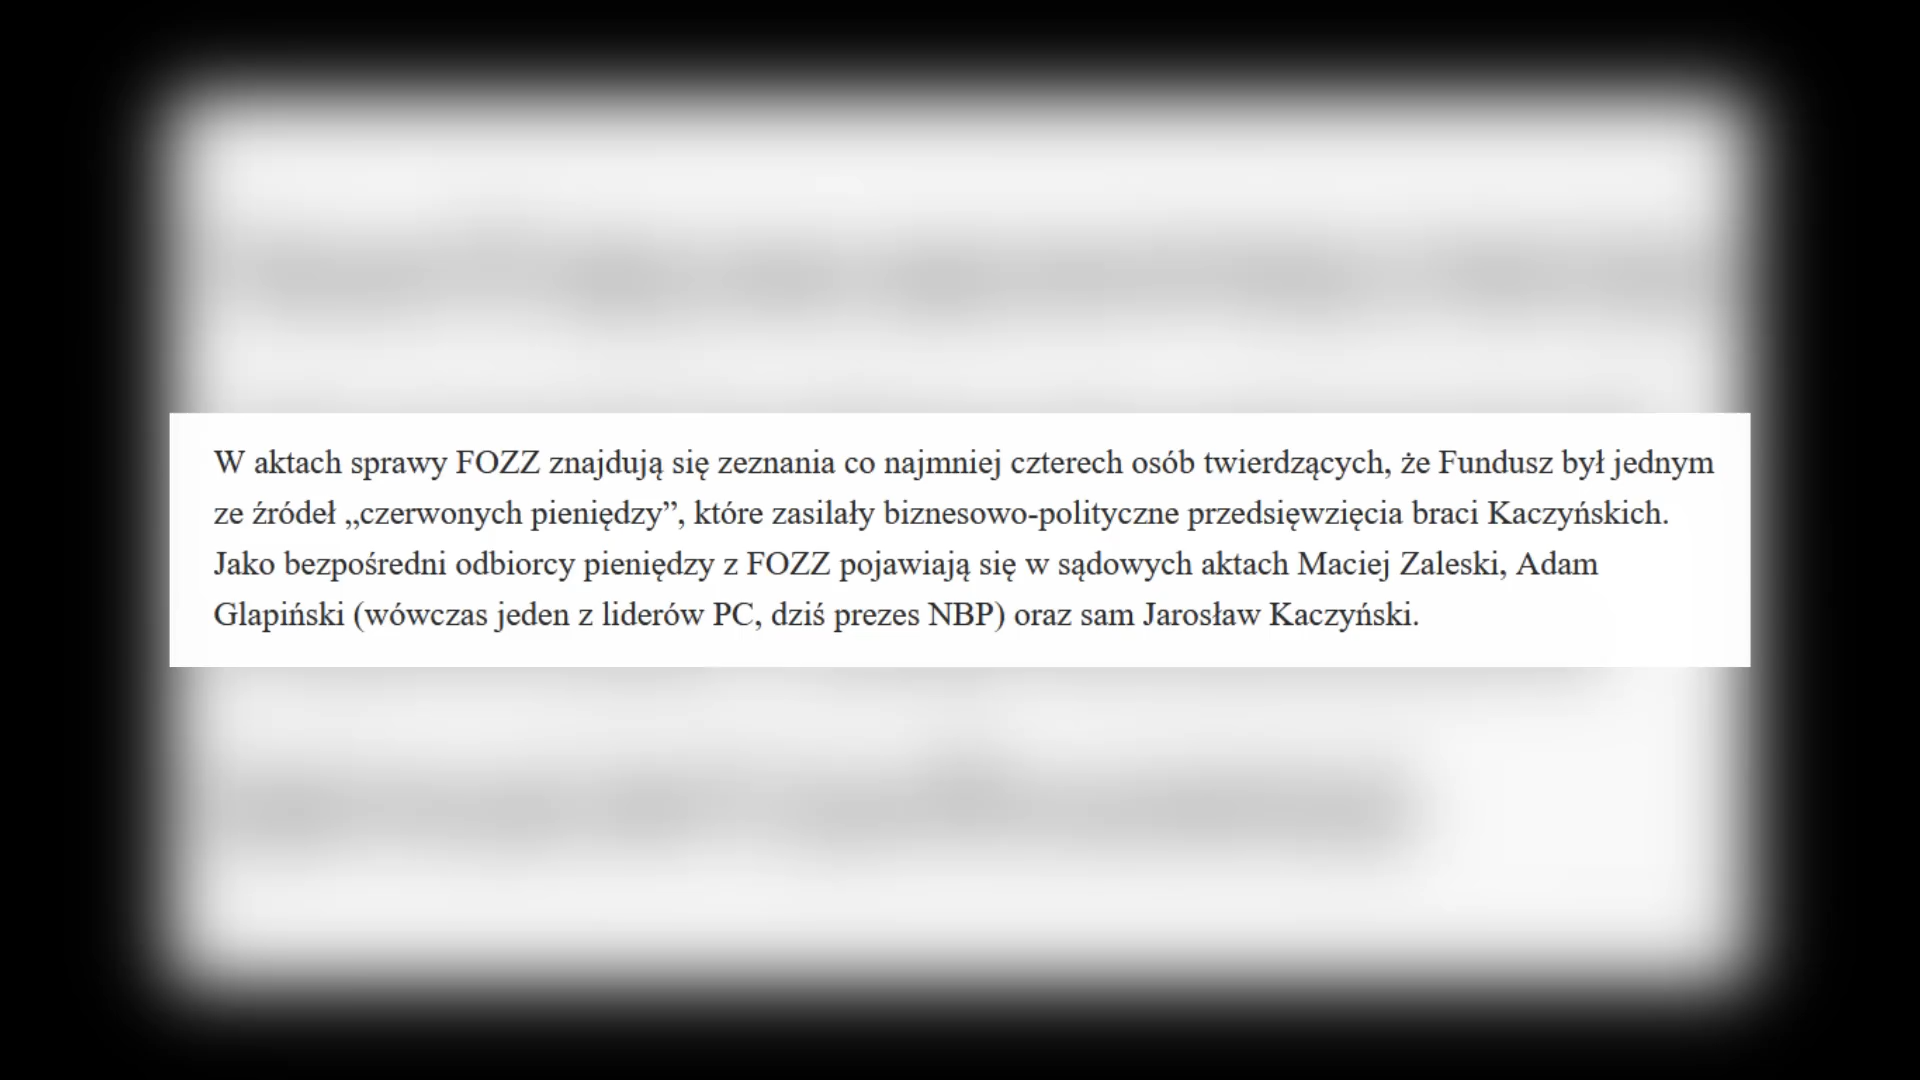 W aktach sprawy FOZZ znajdują się zeznania co najmniej czterech osób twierdzących, że Fundusz był jednym
ze źródeł „czerwonych pieniędzy”, które zasilały biznesowo-polityczne przedsięwzięcia braci Kaczyńskich.
Jako bezpośredni odbiorcy pieniędzy z FOZZ pojawiają się w sądowych aktach Maciej Zaleski, Adam
Glapiński (wówczas jeden z liderów PC, dziś prezes NBP) oraz sam Jarosław Kaczyński.